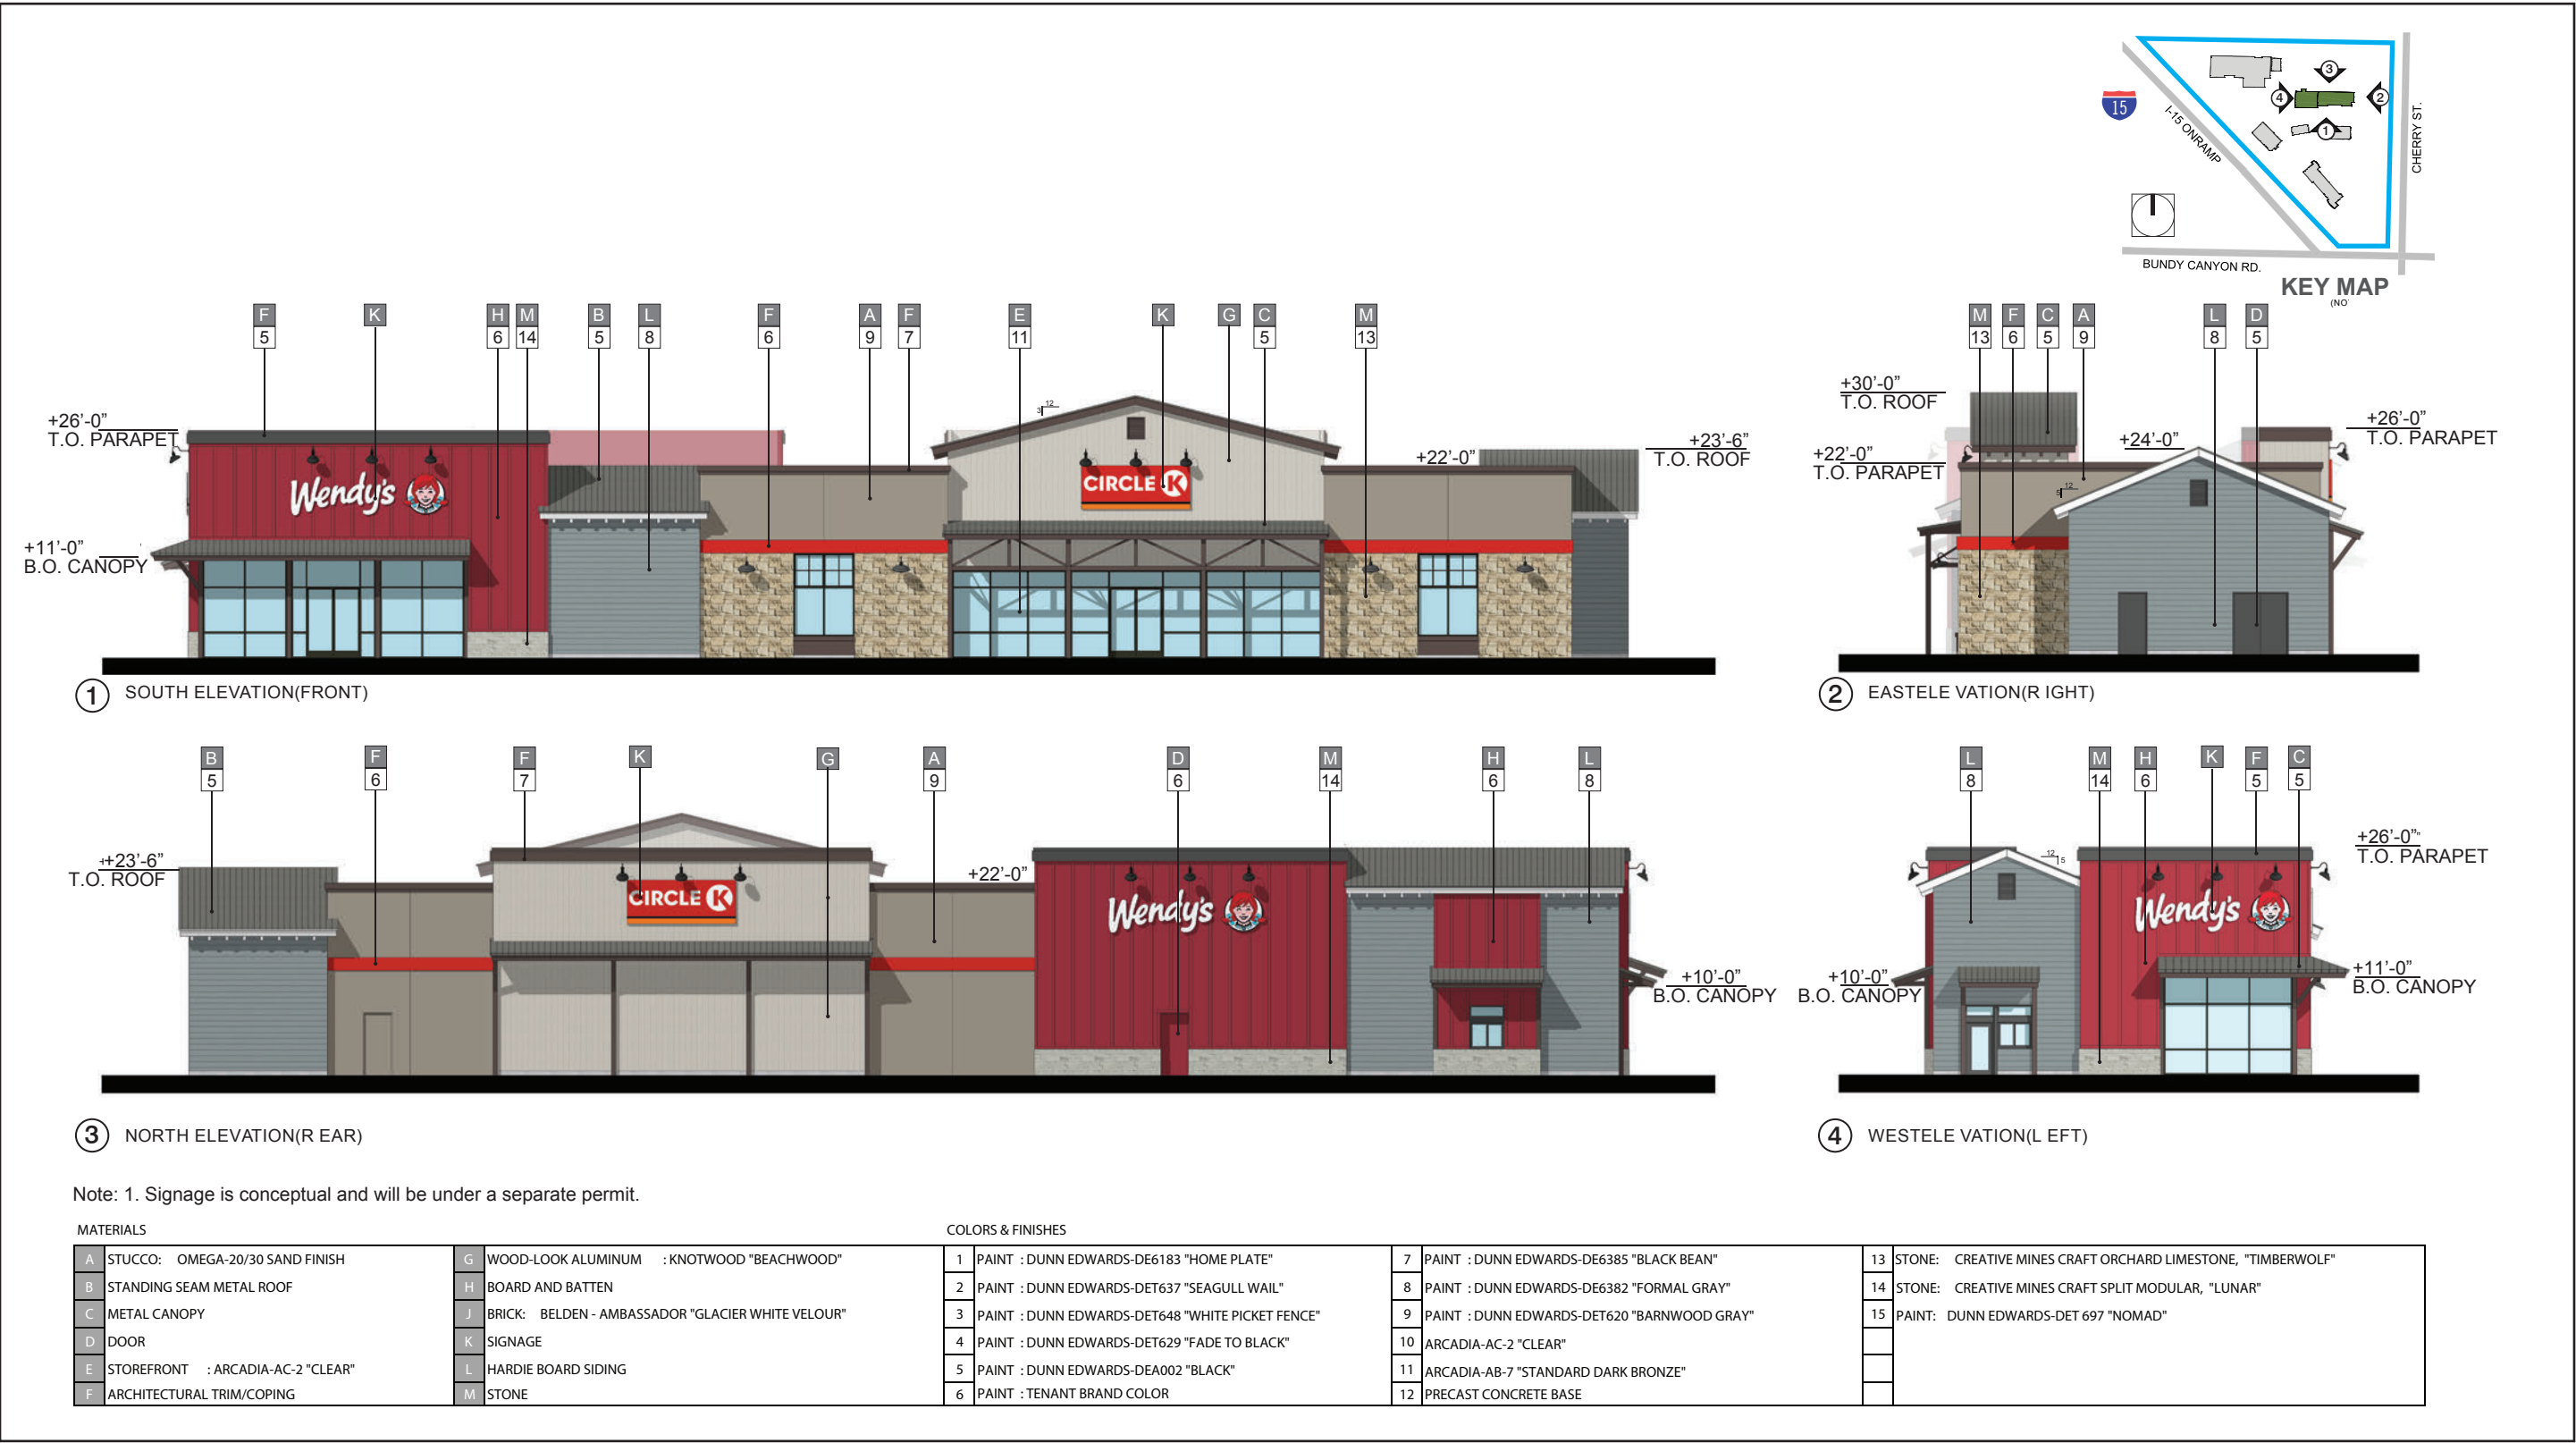 15
I-15 ONRAMP
CHERRY ST.
3
4
2
1
BUNDY CANYON RD.
KEY MAP
(NO
F K H M B L F A F E K G C M
5 6 14 5 8 6 9 7 11 5 13
M F C A L D
13 6 5 9 8 5
+26'-0"
T.O. PARAPET
+11'-0"
B.O. CANOPY
Wendy's
3 12
CIRCLE K
+22'-0"
+23'-6"
T.O. ROOF
+30'-0"
T.O. ROOF
+22'-0"
T.O. PARAPET
+24'-0"
5 12
+26'-0"
T.O. PARAPET
1 SOUTH ELEVATION(FRONT)
2 EASTELE VATION(R IGHT)
B F F K G A D M H L
5 6 7 9 6 14 6 8
L M H K F C
8 14 6 5 5
+23'-6"
T.O. ROOF
CIRCLE K
+22'-0"
Wendy's
+10'-0"
B.O. CANOPY
+10'-0"
B.O. CANOPY
12 5
Wendy's
+26'-0"
T.O. PARAPET
+11'-0"
B.O. CANOPY
3 NORTH ELEVATION(R EAR)
4 WESTELE VATION(L EFT)
Note: 1. Signage is conceptual and will be under a separate permit.
MATERIALS
A STUCCO: OMEGA-20/30 SAND FINISH
B STANDING SEAM METAL ROOF
C METAL CANOPY
D DOOR
E STOREFRONT : ARCADIA-AC-2 "CLEAR"
F ARCHITECTURAL TRIM/COPING
G WOOD-LOOK ALUMINUM : KNOTWOOD "BEACHWOOD"
H BOARD AND BATTEN
J BRICK: BELDEN - AMBASSADOR "GLACIER WHITE VELOUR"
K SIGNAGE
L HARDIE BOARD SIDING
M STONE
COLORS & FINISHES
1 PAINT : DUNN EDWARDS-DE6183 "HOME PLATE"
2 PAINT : DUNN EDWARDS-DET637 "SEAGULL WAIL"
3 PAINT : DUNN EDWARDS-DET648 "WHITE PICKET FENCE"
4 PAINT : DUNN EDWARDS-DET629 "FADE TO BLACK"
5 PAINT : DUNN EDWARDS-DEA002 "BLACK"
6 PAINT : TENANT BRAND COLOR
7 PAINT : DUNN EDWARDS-DE6385 "BLACK BEAN"
8 PAINT : DUNN EDWARDS-DE6382 "FORMAL GRAY"
9 PAINT : DUNN EDWARDS-DET620 "BARNWOOD GRAY"
10 ARCADIA-AC-2 "CLEAR"
11 ARCADIA-AB-7 "STANDARD DARK BRONZE"
12 PRECAST CONCRETE BASE
13 STONE: CREATIVE MINES CRAFT ORCHARD LIMESTONE, "TIMBERWOLF"
14 STONE: CREATIVE MINES CRAFT SPLIT MODULAR, "LUNAR"
15 PAINT: DUNN EDWARDS-DET 697 "NOMAD"